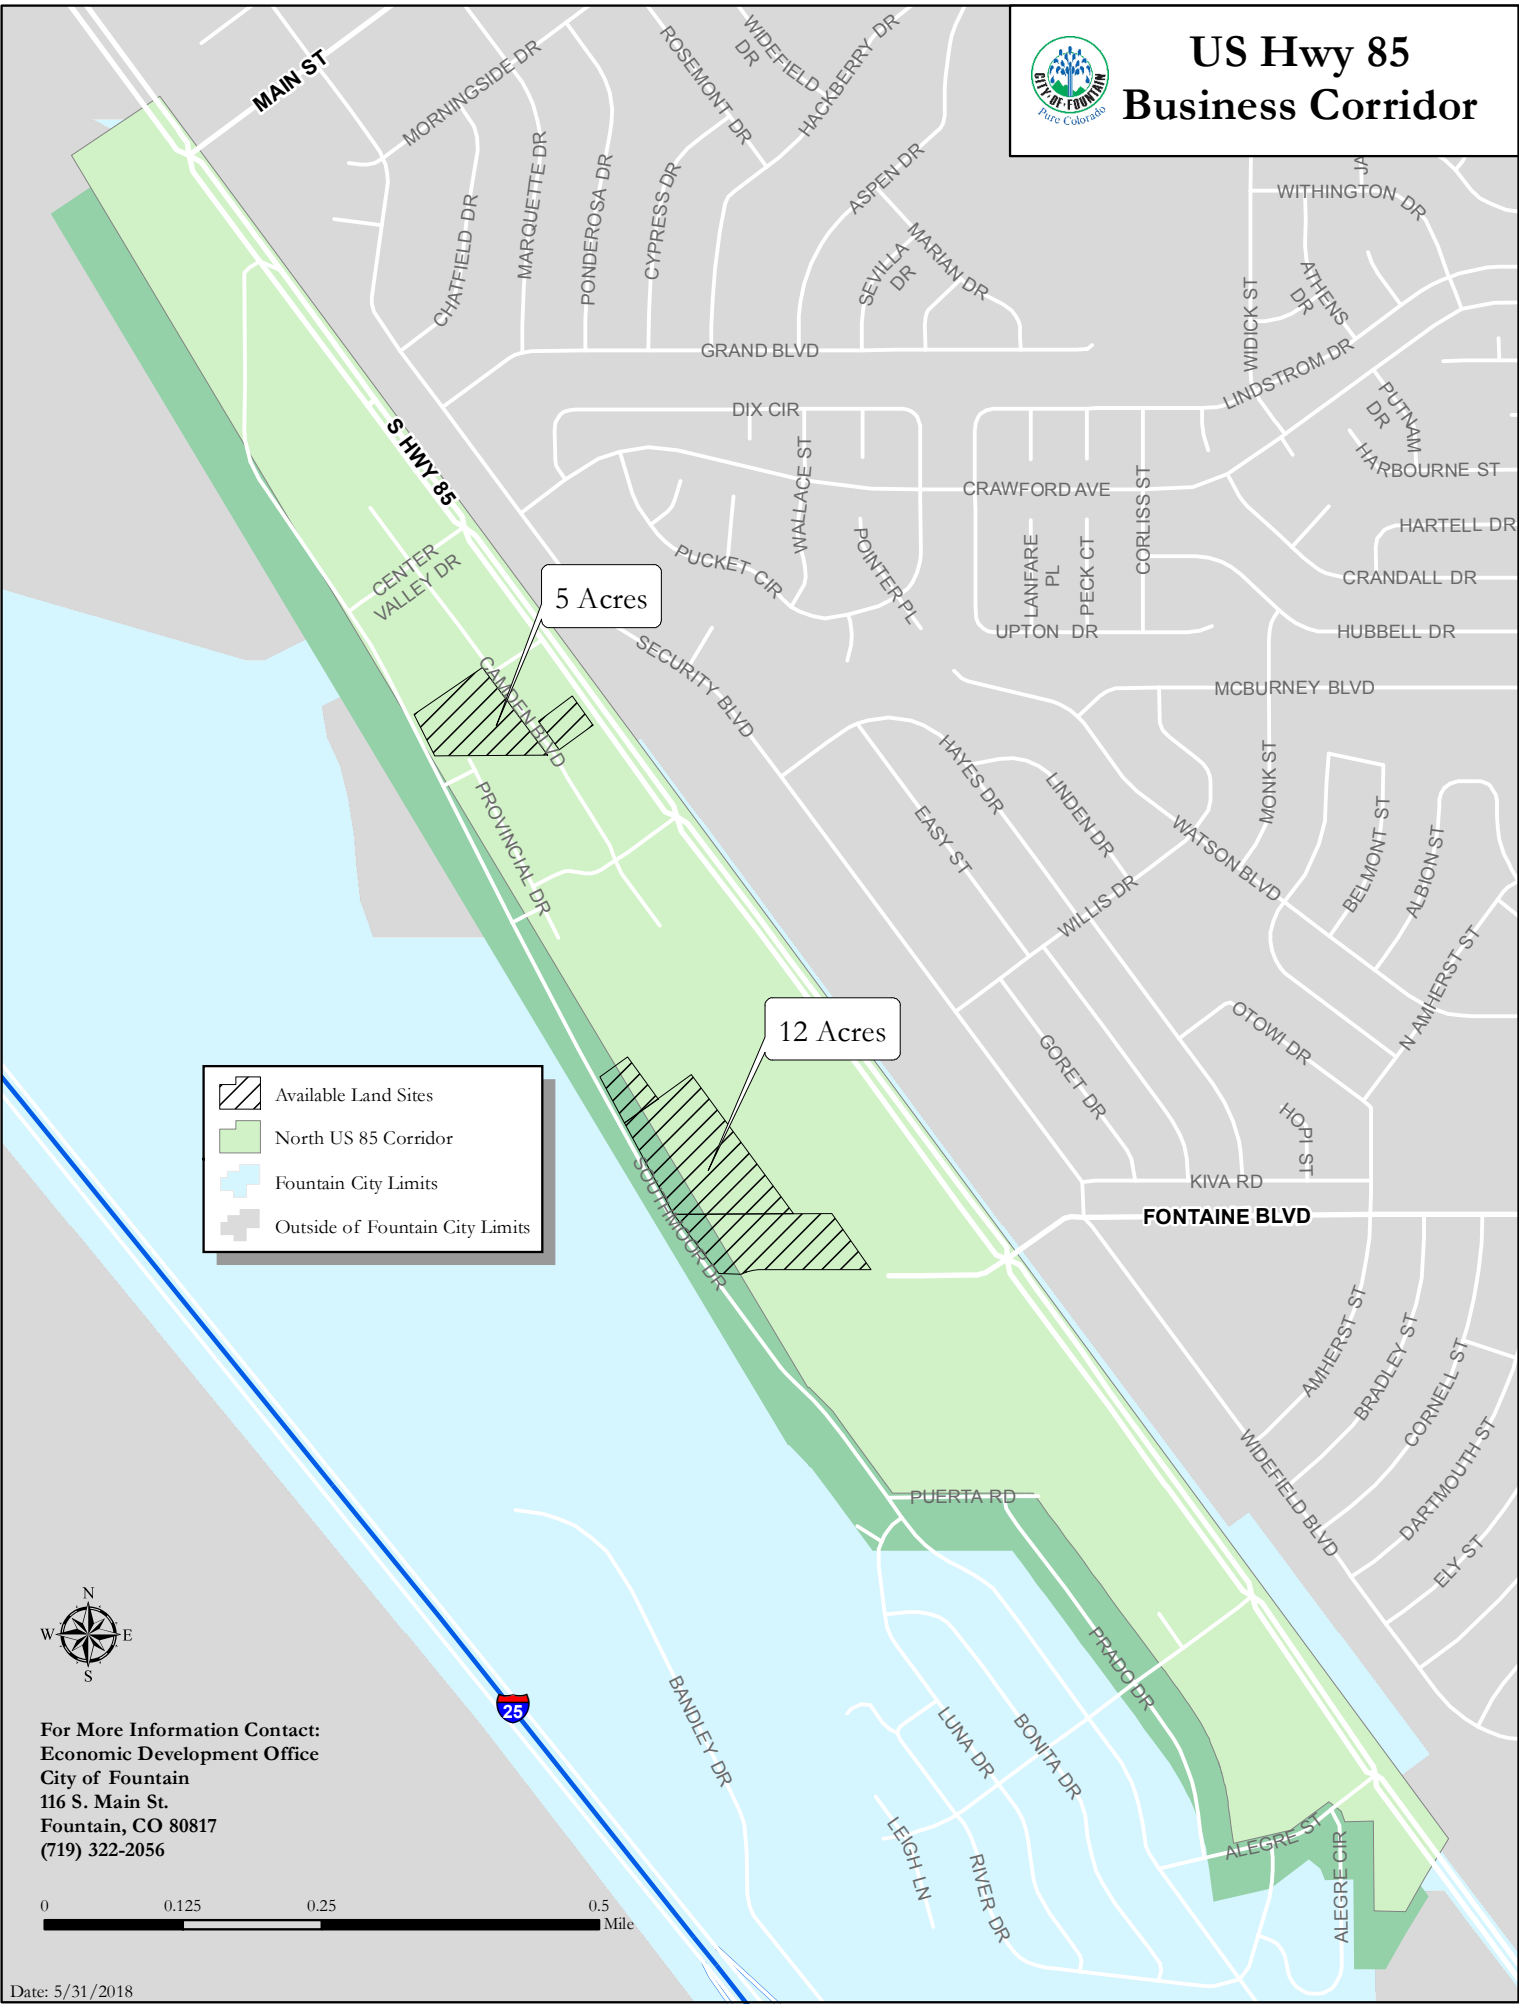 US Hwy 85
Business Corridor
CITY OF FOUNTAIN
Pure Colorado
MAIN ST
MORNINGSIDE DR
ROSEMONT DR
WIDEFIELD
DR
HACKBERRY DR
CHATFIELD DR
MARQUETTE DR
PONDEROSA DR
CYPRESS DR
ASPEN DR
SEVILLA
DR
MARIAN DR
JA
WITHINGTON DR
WIDICK ST
ATHENS
DR
GRAND BLVD
LINDSTROM DR
DIX CIR
PUTNAM
DR
S HWY 85
WALLACE ST
CRAWFORD AVE
CORLISS ST
HARBOURNE ST
HARTELL DR
CENTER
VALLEY DR
PUCKET CIR
POINTER PL
LANFARE
PL
PECK CT
CRANDALL DR
5 Acres
UPTON DR
HUBBELL DR
SECURITY BLVD
CAMDEN BLVD
MCBURNEY BLVD
HAYES DR
LINDEN DR
MONK ST
EASY ST
PROVINCIAL DR
WATSON BLVD
BELMONT ST
ALBION ST
WILLIS DR
N AMHERST ST
12 Acres
OTOWI DR
GORET DR
HOPI ST
KIVA RD
FONTAINE BLVD
Available Land Sites
North US 85 Corridor
Fountain City Limits
Outside of Fountain City Limits
SOUTHMOOR DR
AMHERST ST
BRADLEY ST
CORNELL ST
DARTMOUTH ST
WIDEFIELD BLVD
ELY ST
PUERTA RD
PRADO DR
BANDLEY DR
LUNA DR
BONITA DR
LEIGH LN
RIVER DR
ALEGRE ST
ALEGRE CIR
25
N
W E
S
For More Information Contact:
Economic Development Office
City of Fountain
116 S. Main St.
Fountain, CO 80817
(719) 322-2056
0 0.125 0.25 0.5
Mile
Date: 5/31/2018